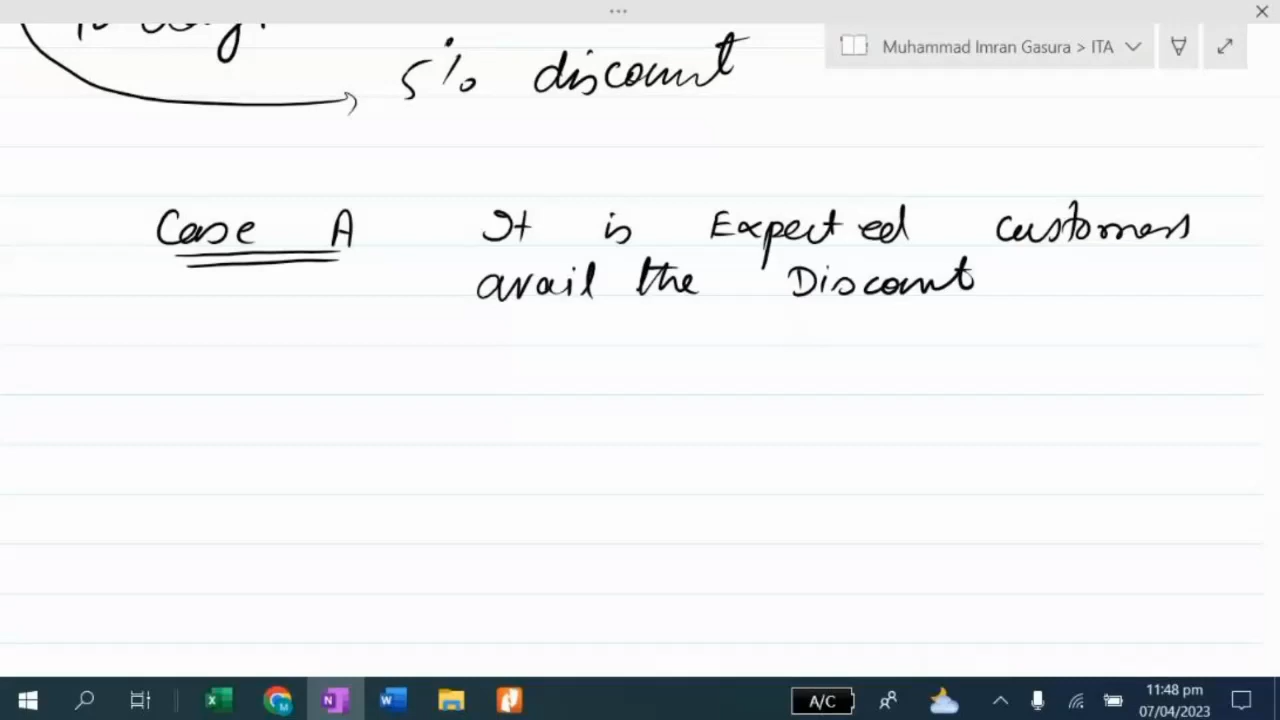 Muhammad Imran Gasura > ITA
5% discount
Case A It is Expected customers
avail the Discount
A/C
11:48 pm
07/04/2023